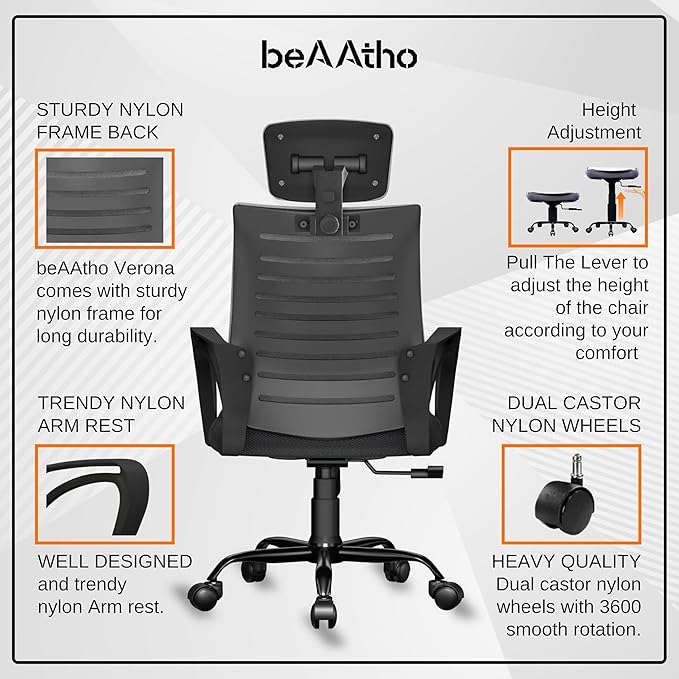 beAAtho
STURDY NYLON
FRAME BACK
beAAtho Verona
comes with sturdy
nylon frame for
long durability.
Height
Adjustment
Pull The Lever to
adjust the height
of the chair
according to your
comfort
TRENDY NYLON
ARM REST
WELL DESIGNED
and trendy
nylon Arm rest.
DUAL CASTOR
NYLON WHEELS
HEAVY QUALITY
Dual castor nylon
wheels with 3600
smooth rotation.